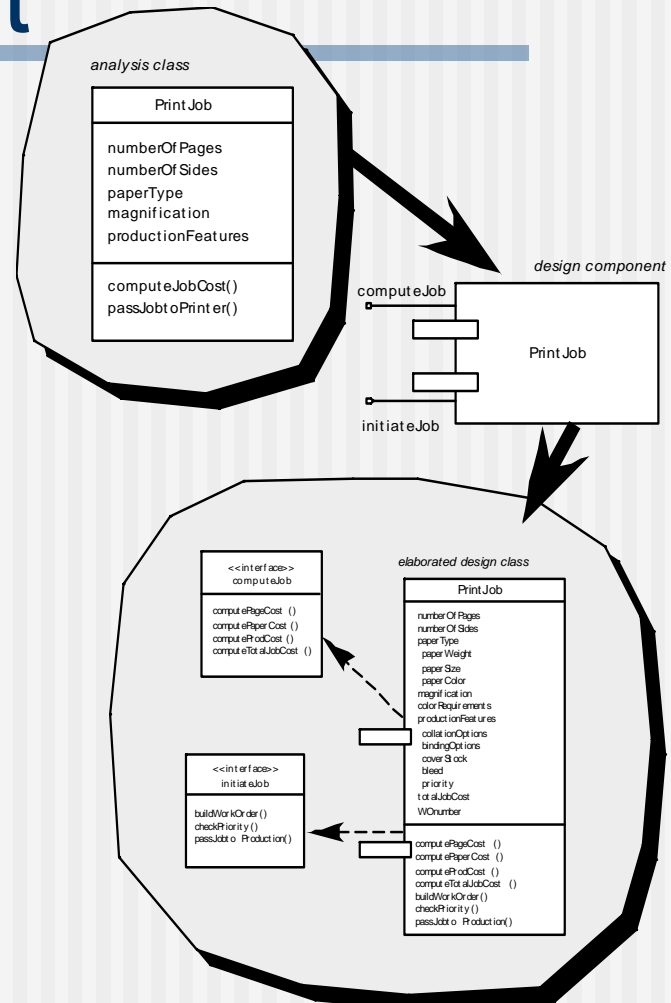 t
analysis class
PrintJob
numberOfPages
numberOfSides
paperType
magnification
productionFeatures
computeJobCost()
passJobtoPrinter()
design component
computeJob
PrintJob
initiateJob
<<interface>>
computeJob
computePageCost ()
computePaperCost ()
computeProdCost ()
computeTotalJobCost ()
<<interface>>
initiateJob
buildWorkOrder()
checkPriority()
passJobto Production()
elaborated design class
PrintJob
numberOfPages
numberOfSides
paperType
paperWeight
paperSize
paperColor
magnification
colorRequirements
productionFeatures
collationOptions
bindingOptions
coverStock
bleed
priority
totalJobCost
WOnumber
computePageCost ()
computePaperCost ()
computeProdCost ()
computeTotalJobCost ()
buildWorkOrder()
checkPriority()
passJobto Production()